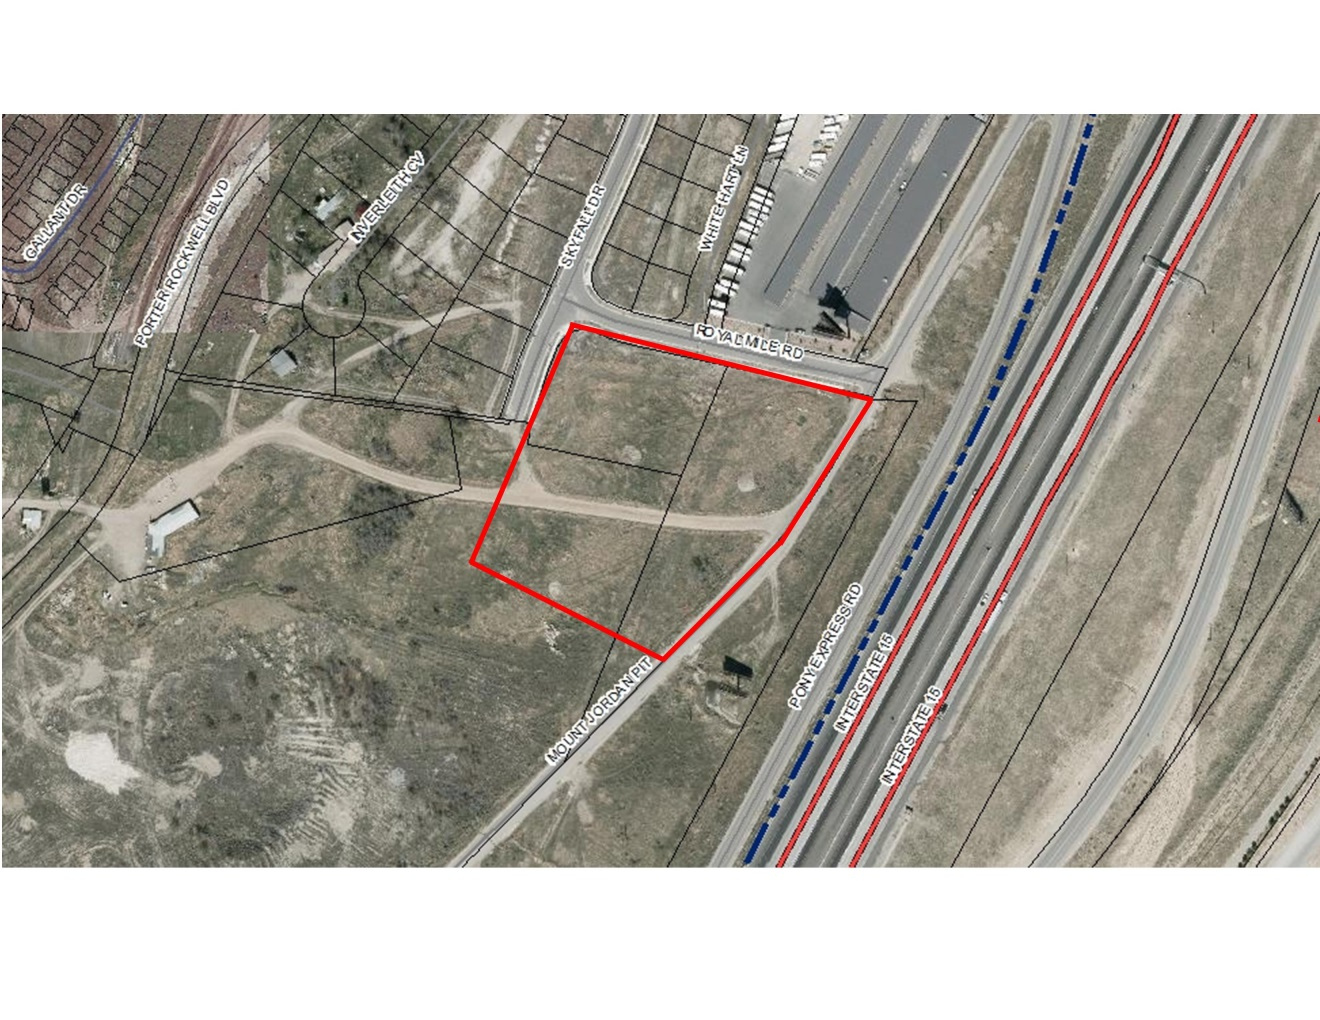 GALLANT DR
PORTER ROCKWELL BLVD
INVERLEITH CV
SKYFALL DR
WHITE HART LN
ROYAL MILE RD
MOUNT JORDAN PIT
PONY EXPRESS RD
INTERSTATE 15
INTERSTATE 15